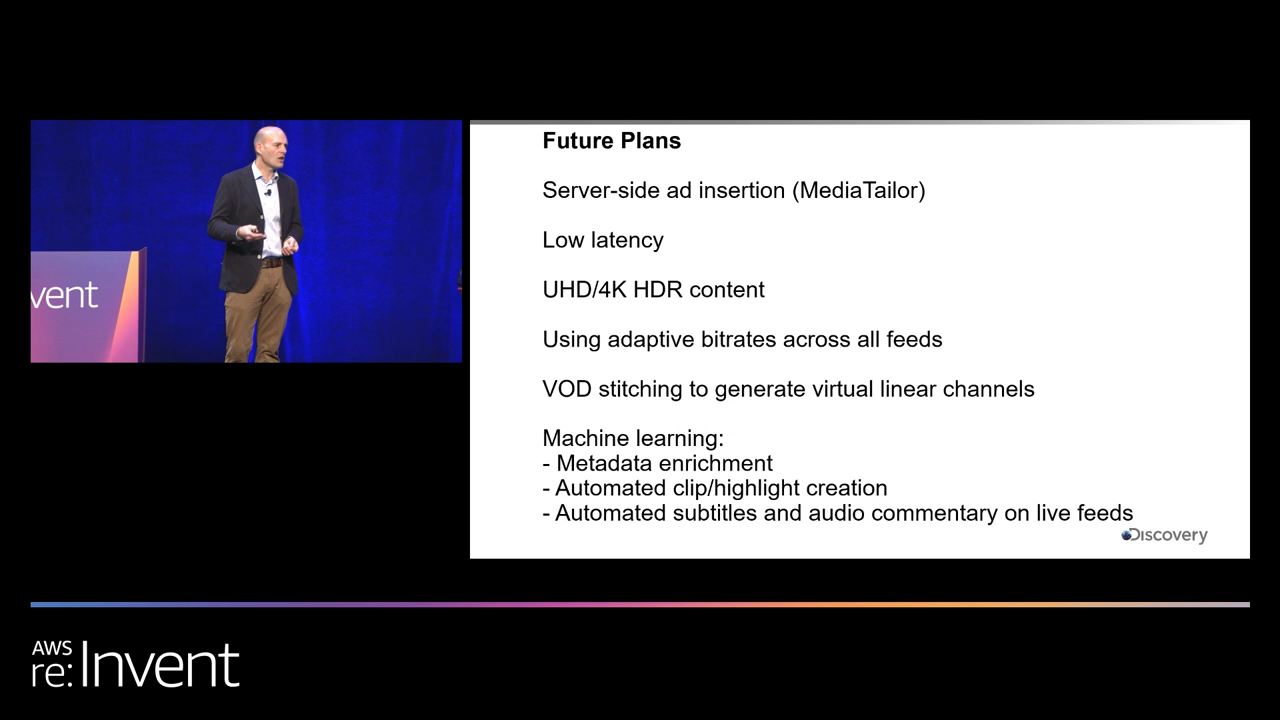 vent
Future Plans
Server-side ad insertion (MediaTailor)
Low latency
UHD/4K HDR content
Using adaptive bitrates across all feeds
VOD stitching to generate virtual linear channels
Machine learning:
- Metadata enrichment
- Automated clip/highlight creation
- Automated subtitles and audio commentary on live feeds
Discovery
AWS
re:Invent